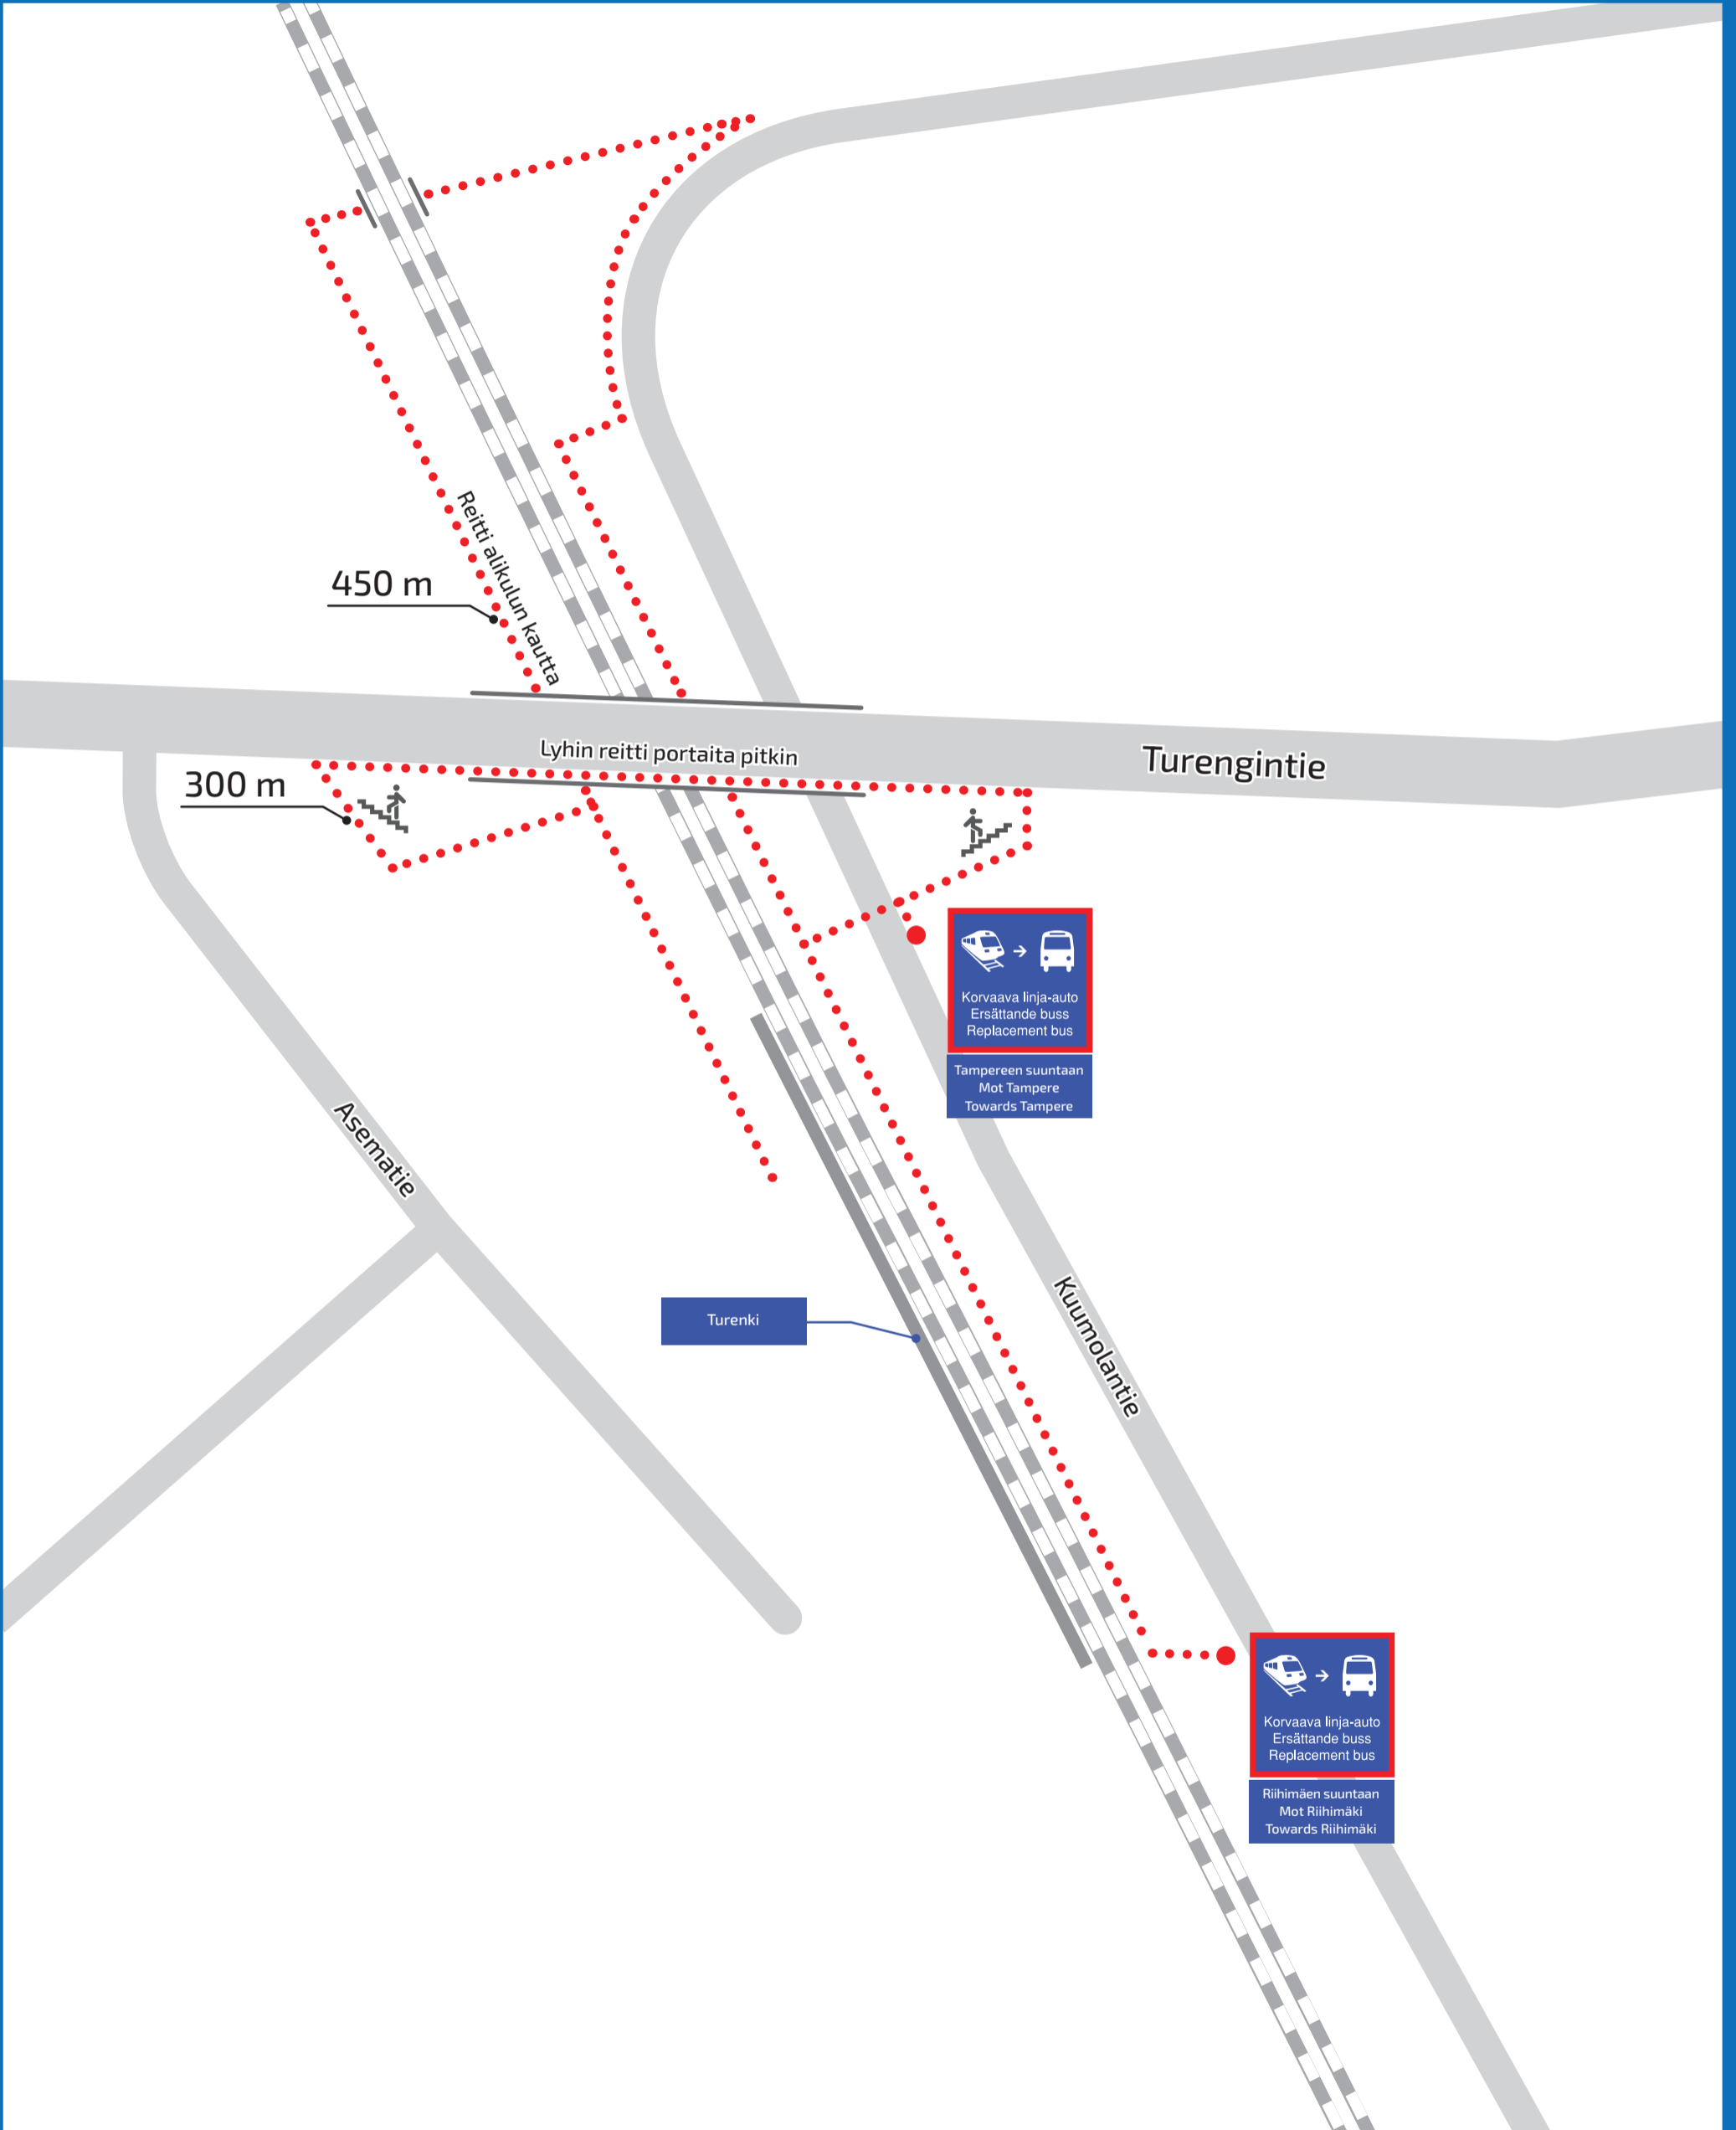 Reitti alikulun kautta
450 m
Lyhin reitti portaita pitkin
Turengintie
300 m
Korvaava linja-auto
Ersättande buss
Replacement bus
Tampereen suuntaan
Mot Tampere
Towards Tampere
Asematie
Turenki
Kuumolantie
Korvaava linja-auto
Ersättande buss
Replacement bus
Riihimäen suuntaan
Mot Riihimäki
Towards Riihimäki